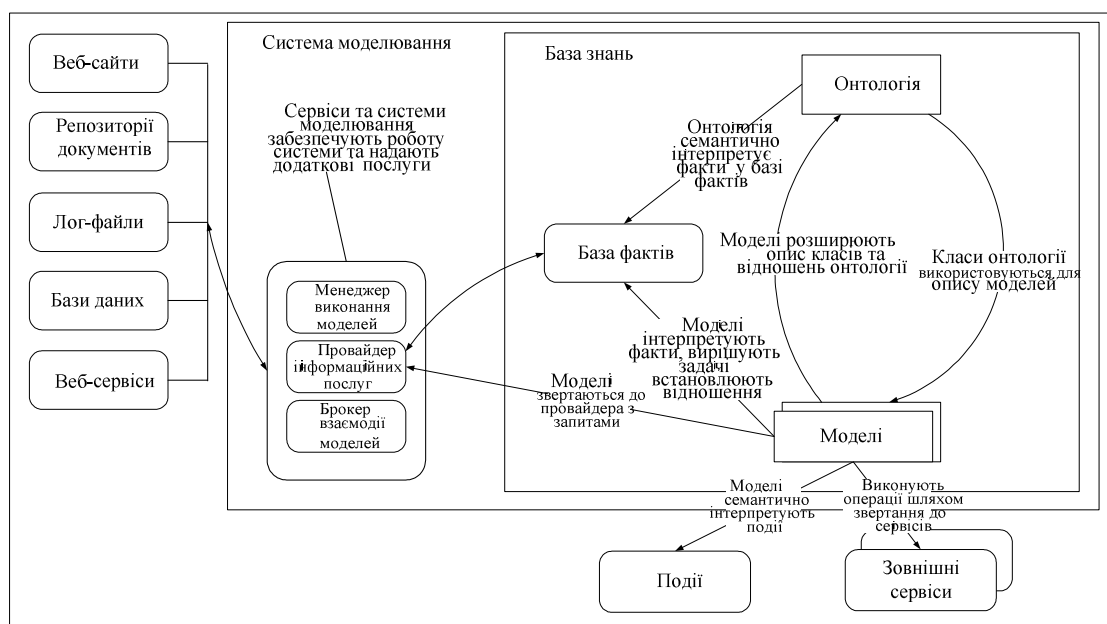 Веб-сайти
Репозиторії
документів
Лог-файли
Бази даних
Веб-сервіси
Система моделювання
Сервіси та системи
моделювання
забезпечують роботу
системи та надають
додаткові послуги
Менеджер
виконання
моделей
Провайдер
інформаційних
послуг
Брокер
взаємодії
моделей
База знань
Онтологія
Онтологія
семантично
інтерпретує
факти у базі
фактів
База фактів
Моделі розширюють
опис класів та
відношень онтології
Класи онтології
використовуються для
опису моделей
Моделі
інтерпретують
факти, вирішують
задачі
встановлюють
відношення
Моделі
звертаються до
провайдера з
запитами
Моделі
Моделі
семантично
інтерпретують
події
Виконують
операції шляхом
звертання до
сервісів
Події
Зовнішні
сервіси